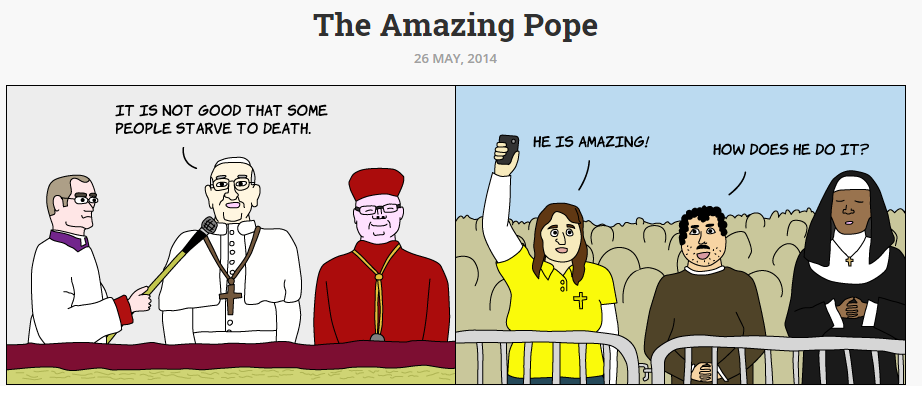 The Amazing Pope
26 MAY, 2014
IT IS NOT GOOD THAT SOME
PEOPLE STARVE TO DEATH.
HE IS AMAZING!
HOW DOES HE DO IT?